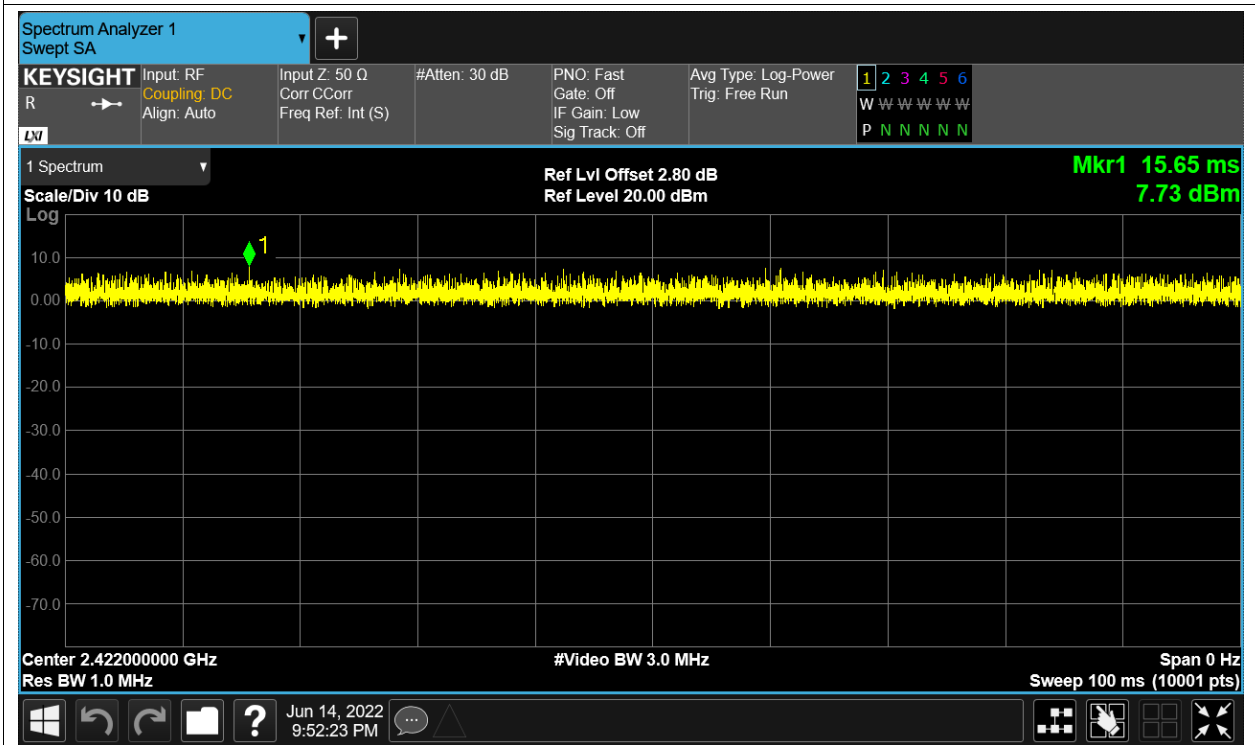 Spectrum Analyzer 1
Swept SA
+
KEYSIGHT Input: RF Input Z: 50 Ω #Atten: 30 dB PNO: Fast Avg Type: Log-Power 1 2 3 4 5 6
R Coupling: DC Corr CCorr Gate: Off Trig: Free Run W W W W W W
Align: Auto Freq Ref: Int (S) IF Gain: Low
LXI Sig Track: Off P N N N N N
1 Spectrum Ref Lvl Offset 2.80 dB Mkr1 15.65 ms
Scale/Div 10 dB Ref Level 20.00 dBm 7.73 dBm
Log
1
10.0
0.00
-10.0
-20.0
-30.0
-40.0
-50.0
-60.0
-70.0
Center 2.422000000 GHz #Video BW 3.0 MHz Span 0 Hz
Res BW 1.0 MHz Sweep 100 ms (10001 pts)
? Jun 14, 2022
9:52:23 PM